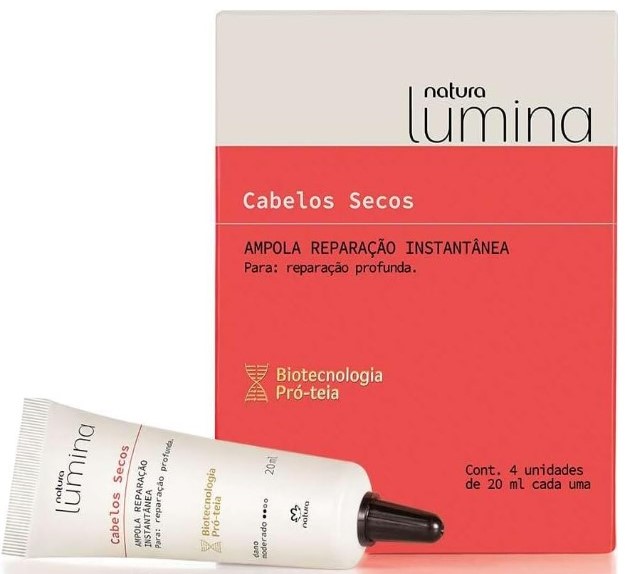 natura
lumina
Cabelos Secos
AMPOLA REPARAÇÃO INSTANTÂNEA
Para: reparação profunda.
Biotecnologia
Pró-teia
Cont. 4 unidades
de 20 ml cada uma
natura
lumina
Cabelos Secos
AMPOLA REPARAÇÃO
INSTANTÂNEA
Para: reparação profunda.
Biotecnologia
Pró-teia
20 ml
dano
moderado
natura